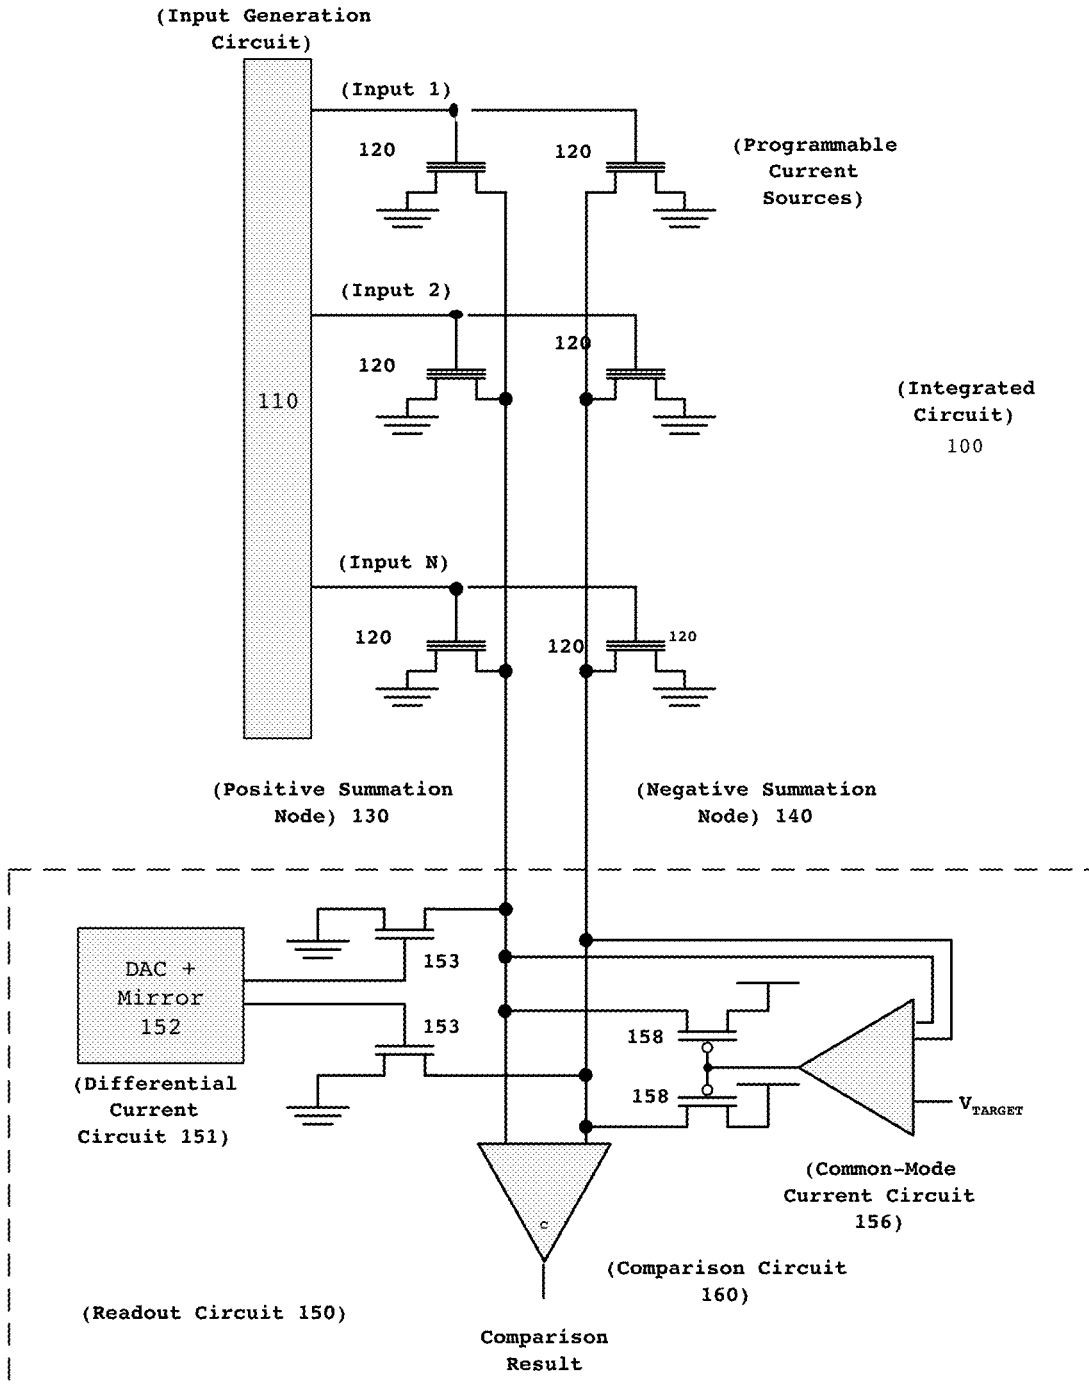 (Input Generation
Circuit)
(Input 1)
120
120
(Programmable
Current
Sources)
(Input 2)
120
120
110
(Integrated
Circuit)
100
(Input N)
120
120
120
(Positive Summation
Node) 130
(Negative Summation
Node) 140
DAC +
Mirror
152
153
153
158
158
(Differential
Current
Circuit 151)
VTARGET
(Common-Mode
Current Circuit
156)
C
(Comparison Circuit
160)
(Readout Circuit 150)
Comparison
Result